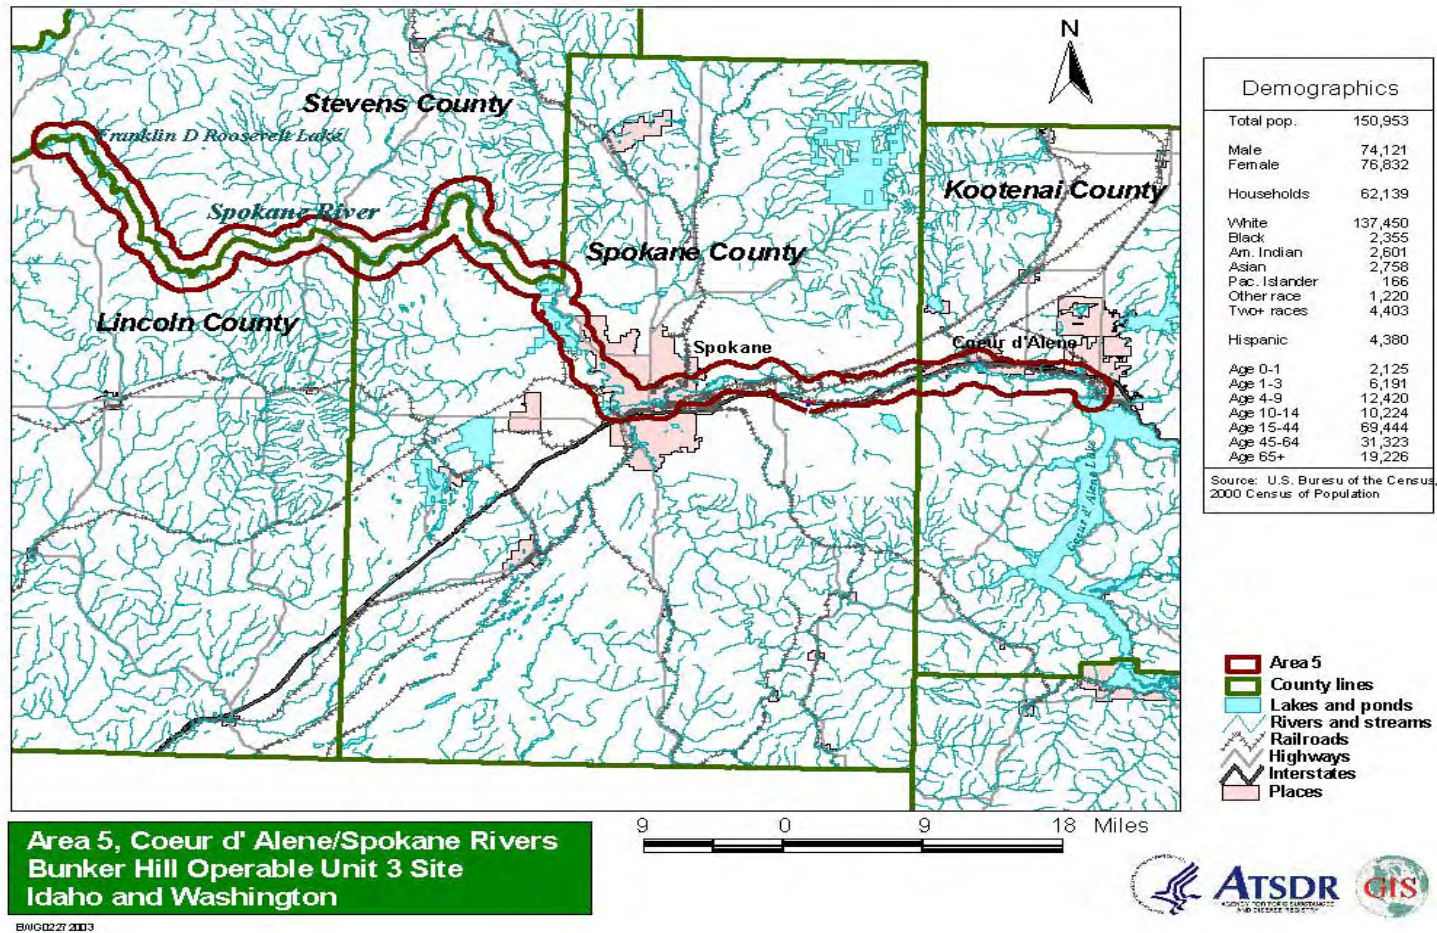 N
Stevens County
Franklin D Roosevelt Lake
Kootenai County
Spokane River
Spokane County
Lincoln County
Spokane
Coeur d'Alene
Coeur d' Alene Lake
Demographics
Total pop. 150,953
Male 74,121
Female 76,832
Households 62,139
White 137,450
Black 2,355
Am. Indian 2,601
Asian 2,758
Pac. Islander 166
Other race 1,220
Two+ races 4,403
Hispanic 4,380
Age 0-1 2,125
Age 1-3 6,191
Age 4-9 12,420
Age 10-14 10,224
Age 15-44 69,444
Age 45-64 31,323
Age 65+ 19,226
Source: U.S. Buresu of the Census,
2000 Census of Population
Area 5
County lines
Lakes and ponds
Rivers and streams
Railroads
Highways
Interstates
Places
9 0 9 18 Miles
Area 5, Coeur d' Alene/Spokane Rivers
Bunker Hill Operable Unit 3 Site
Idaho and Washington
ATSDR
AGENCY FOR TOXIC SUBSTANCES
AND DISEASE REGISTRY
GIS